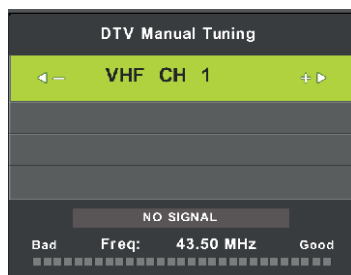 DTV Manual Tuning
− VHF CH 1 +
NO SIGNAL
Bad Freq: 43.50 MHz Good